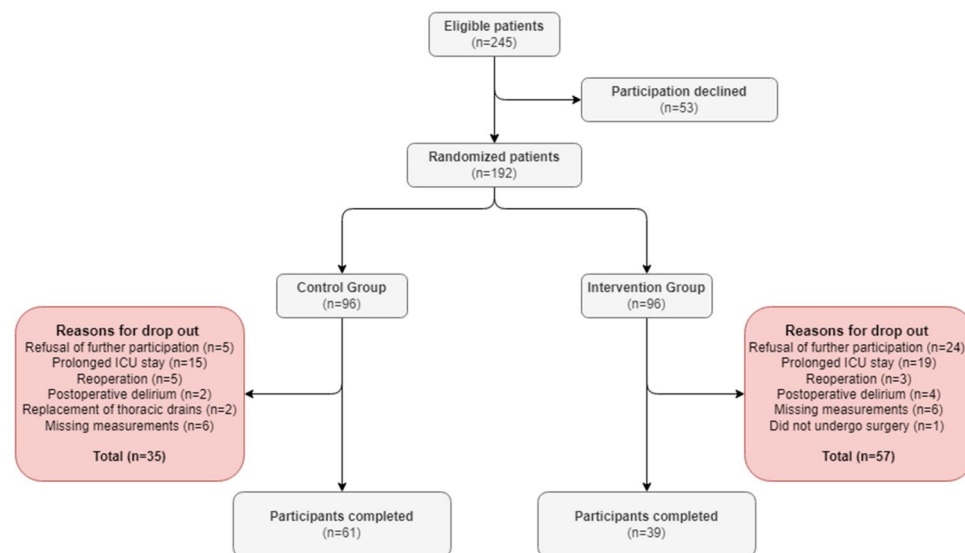 Eligible patients
(n=245)
Participation declined
(n=53)
Randomized patients
(n=192)
Control Group
(n=96)
Intervention Group
(n=96)
Reasons for drop out
Refusal of further participation (n=5)
Prolonged ICU stay (n=15)
Reoperation (n=5)
Postoperative delirium (n=2)
Replacement of thoracic drains (n=2)
Missing measurements (n=6)
Total (n=35)
Reasons for drop out
Refusal of further participation (n=24)
Prolonged ICU stay (n=19)
Reoperation (n=3)
Postoperative delirium (n=4)
Missing measurements (n=6)
Did not undergo surgery (n=1)
Total (n=57)
Participants completed
(n=61)
Participants completed
(n=39)